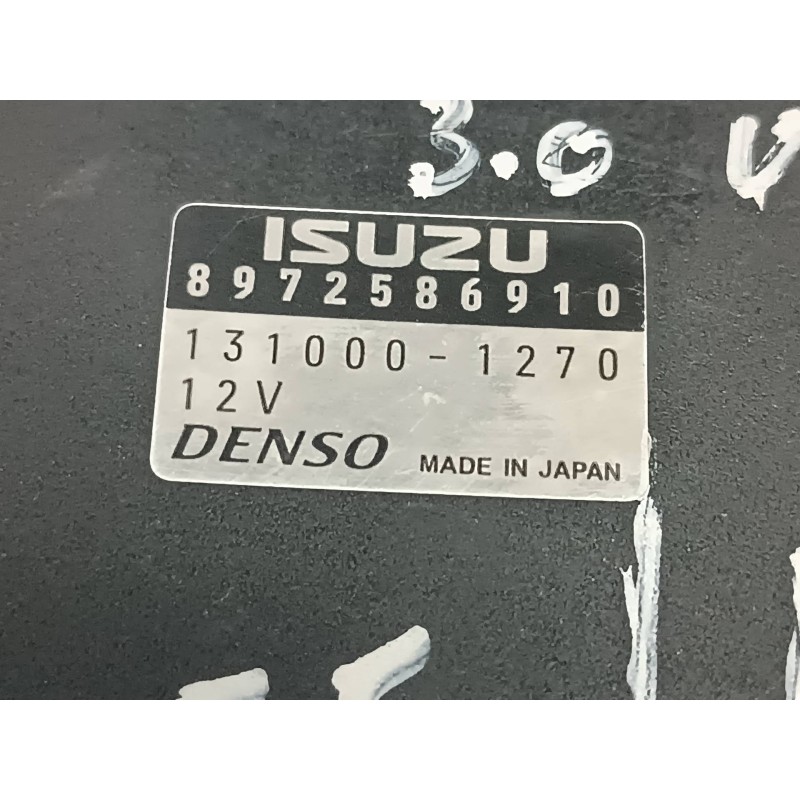 3.0 V
ISUZU
8972586910
131000-1270
12V
DENSO MADE IN JAPAN